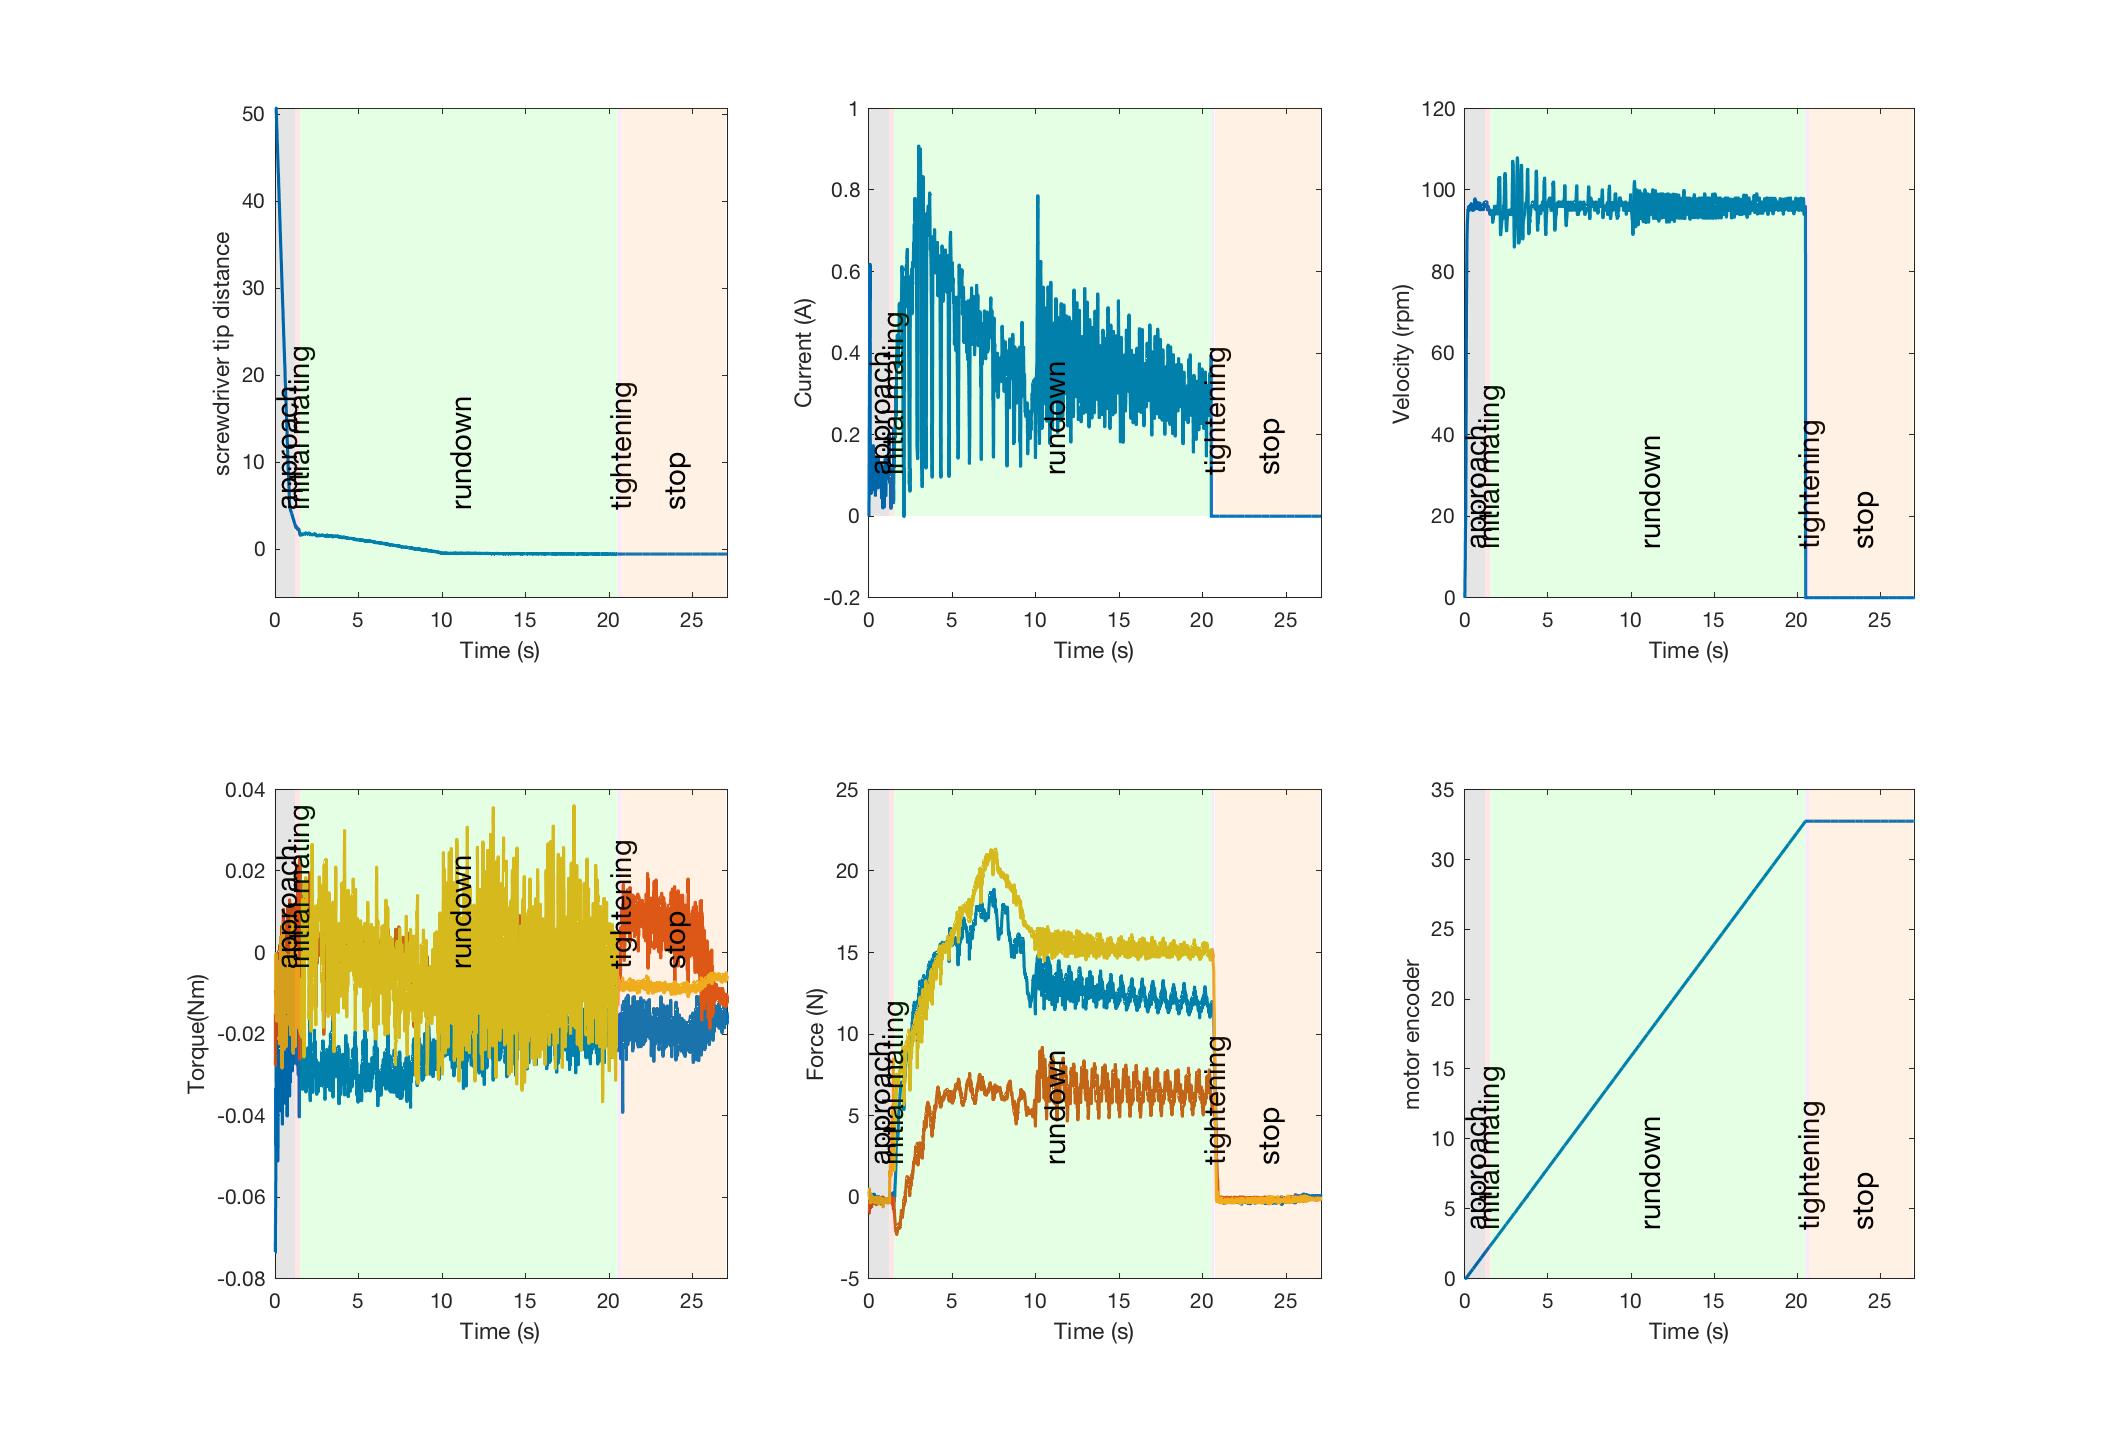 50
40
30
20
10
0
screwdriver tip distance
approach
initial mating
rundown
tightening
stop
0 5 10 15 20 25
Time (s)
1
0.8
0.6
0.4
0.2
0
-0.2
Current (A)
approach
initial mating
rundown
tightening
stop
0 5 10 15 20 25
Time (s)
120
100
80
60
40
20
0
Velocity (rpm)
approach
initial mating
rundown
tightening
stop
0 5 10 15 20 25
Time (s)
0.04
0.02
0
-0.02
-0.04
-0.06
-0.08
Torque(Nm)
approach
initial mating
rundown
tightening
stop
0 5 10 15 20 25
Time (s)
25
20
15
10
5
0
-5
Force (N)
approach
initial mating
rundown
tightening
stop
0 5 10 15 20 25
Time (s)
35
30
25
20
15
10
5
0
motor encoder
approach
initial mating
rundown
tightening
stop
0 5 10 15 20 25
Time (s)